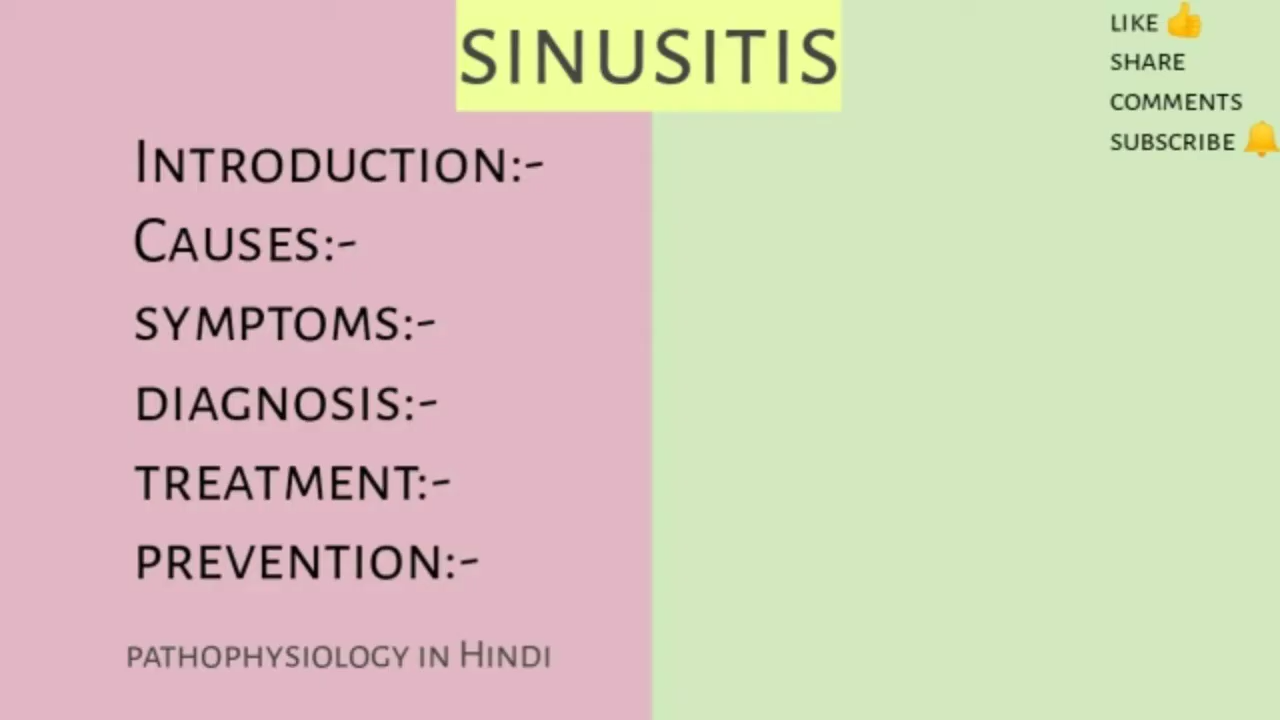 SINUSITIS
LIKE 👍
SHARE
COMMENTS
SUBSCRIBE 🔔
INTRODUCTION:-
CAUSES:-
SYMPTOMS:-
DIAGNOSIS:-
TREATMENT:-
PREVENTION:-
PATHOPHYSIOLOGY IN HINDI